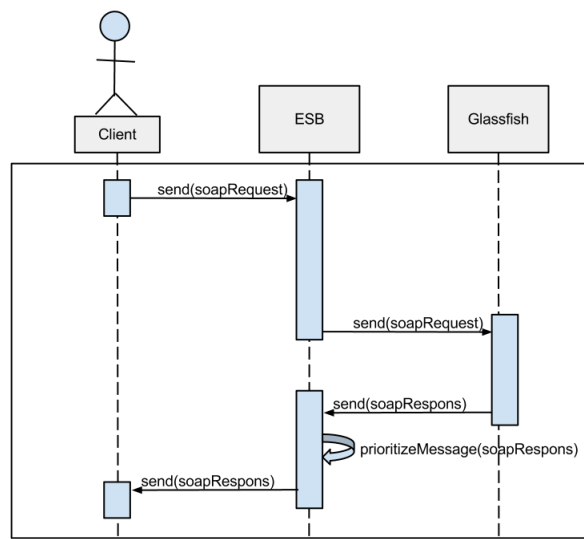 Client
ESB
Glassfish
send(soapRequest)
send(soapRequest)
send(soapRespons)
prioritizeMessage(soapRespons)
send(soapRespons)